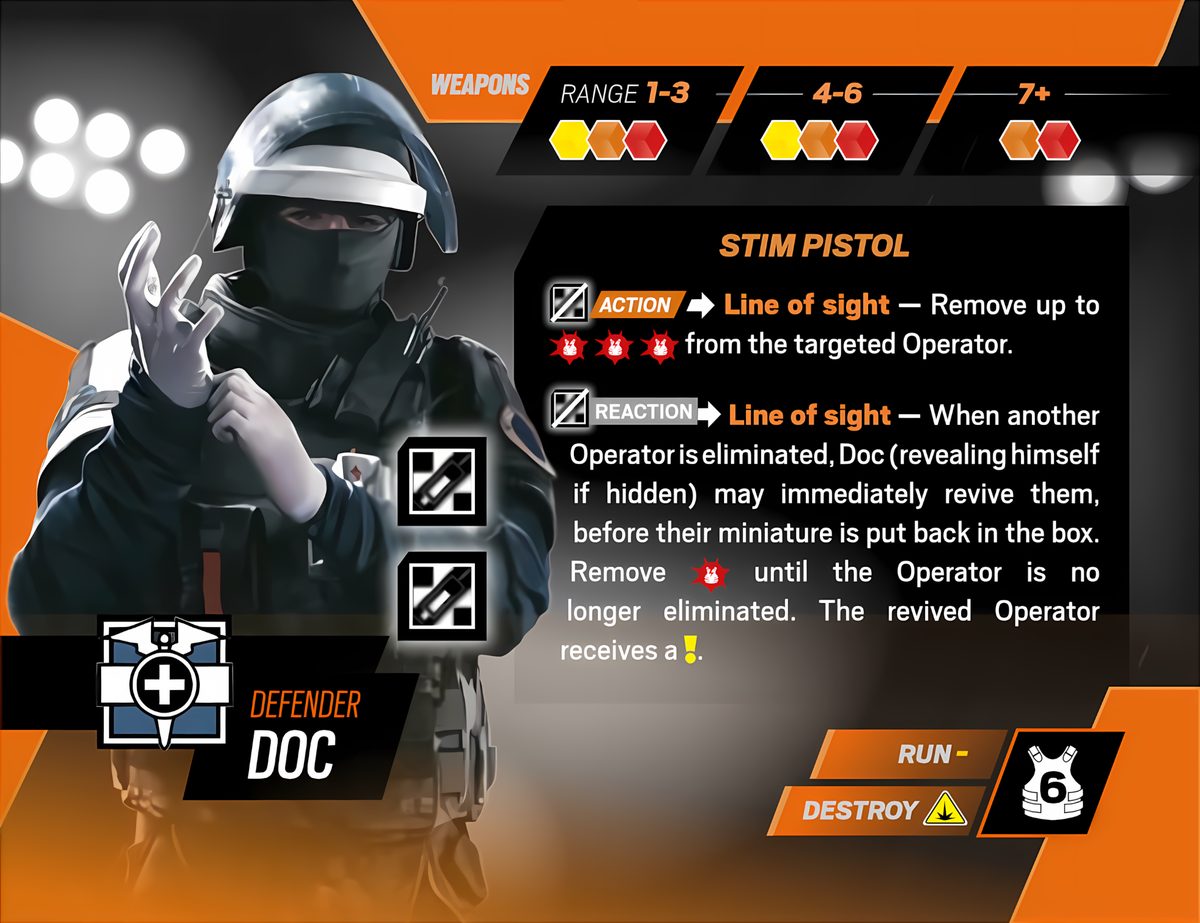 WEAPONS
RANGE 1-3
4-6
7+
STIM PISTOL
ACTION Line of sight — Remove up to
from the targeted Operator.
REACTION Line of sight — When another
Operator is eliminated, Doc (revealing himself
if hidden) may immediately revive them,
before their miniature is put back in the box.
Remove until the Operator is no
longer eliminated. The revived Operator
receives a !.
DEFENDER
DOC
RUN -
DESTROY
6